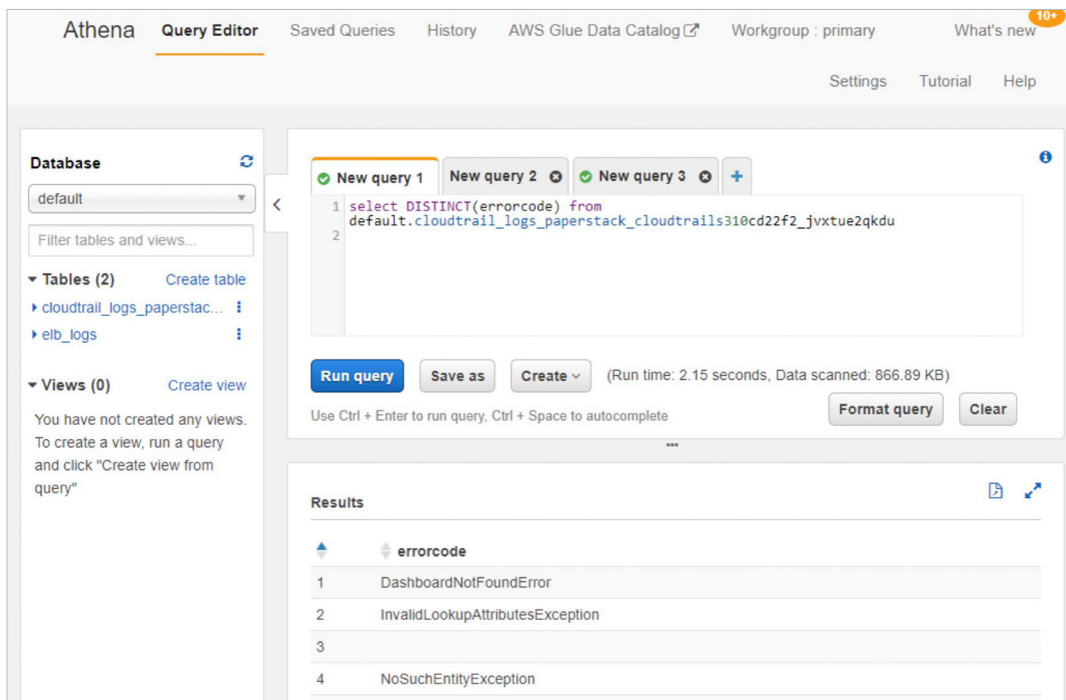 Athena Query Editor Saved Queries History AWS Glue Data Catalog Workgroup : primary What's new 10+
Settings Tutorial Help
Database
default
Filter tables and views...
Tables (2) Create table
cloudtrail_logs_paperstac...
elb_logs
Views (0) Create view
You have not created any views.
To create a view, run a query
and click "Create view from
query"
New query 1 New query 2 New query 3 +
1 select DISTINCT(errorcode) from
default.cloudtrail_logs_paperstack_cloudtrails310cd22f2_jvxtue2qkdu
2
Run query Save as Create (Run time: 2.15 seconds, Data scanned: 866.89 KB)
Use Ctrl + Enter to run query, Ctrl + Space to autocomplete Format query Clear
Results
errorcode
1 DashboardNotFoundError
2 InvalidLookupAttributesException
3
4 NoSuchEntityException